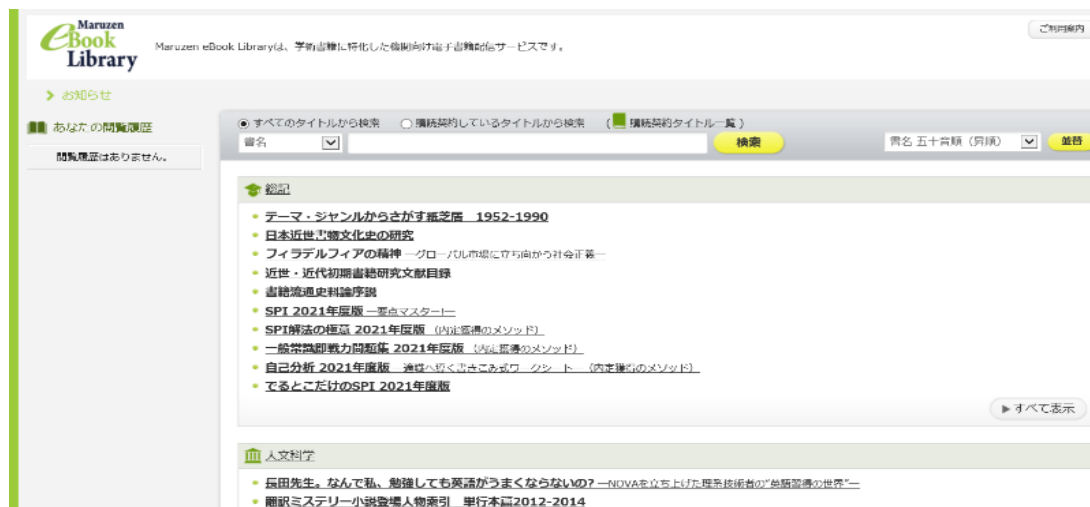 Maruzen
eBook
Library
Maruzen eBook Libraryは、学術書籍に特化した機関向け電子書籍配信サービスです。
ご利用案内
お知らせ
あなたの閲覧履歴
閲覧履歴はありません。
すべてのタイトルから検索 購読契約しているタイトルから検索 ( 購読契約タイトル一覧 )
書名 検索 書名 五十音順（昇順） 並替
総記
テーマ・ジャンルからさがす紙芝居 1952-1990
日本近世書物文化史の研究
フィラデルフィアの精神 ―グローバル市場に立ち向かう社会正義―
近世・近代初期書籍研究文献目録
書籍流通史料論序説
SPI 2021年度版 ―要点マスター!―
SPI解法の極意 2021年度版 （内定獲得のメソッド）
一般常識即戦力問題集 2021年度版 （内定獲得のメソッド）
自己分析 2021年度版 適職へ導く書きこみ式ワークシート （内定獲得のメソッド）
でるとこだけのSPI 2021年度版
すべて表示
人文科学
長田先生。なんで私、勉強しても英語がうまくならないの? ―NOVAを立ち上げた理系技術者の"英語習得の世界"―
翻訳ミステリー小説登場人物索引 単行本篇2012-2014